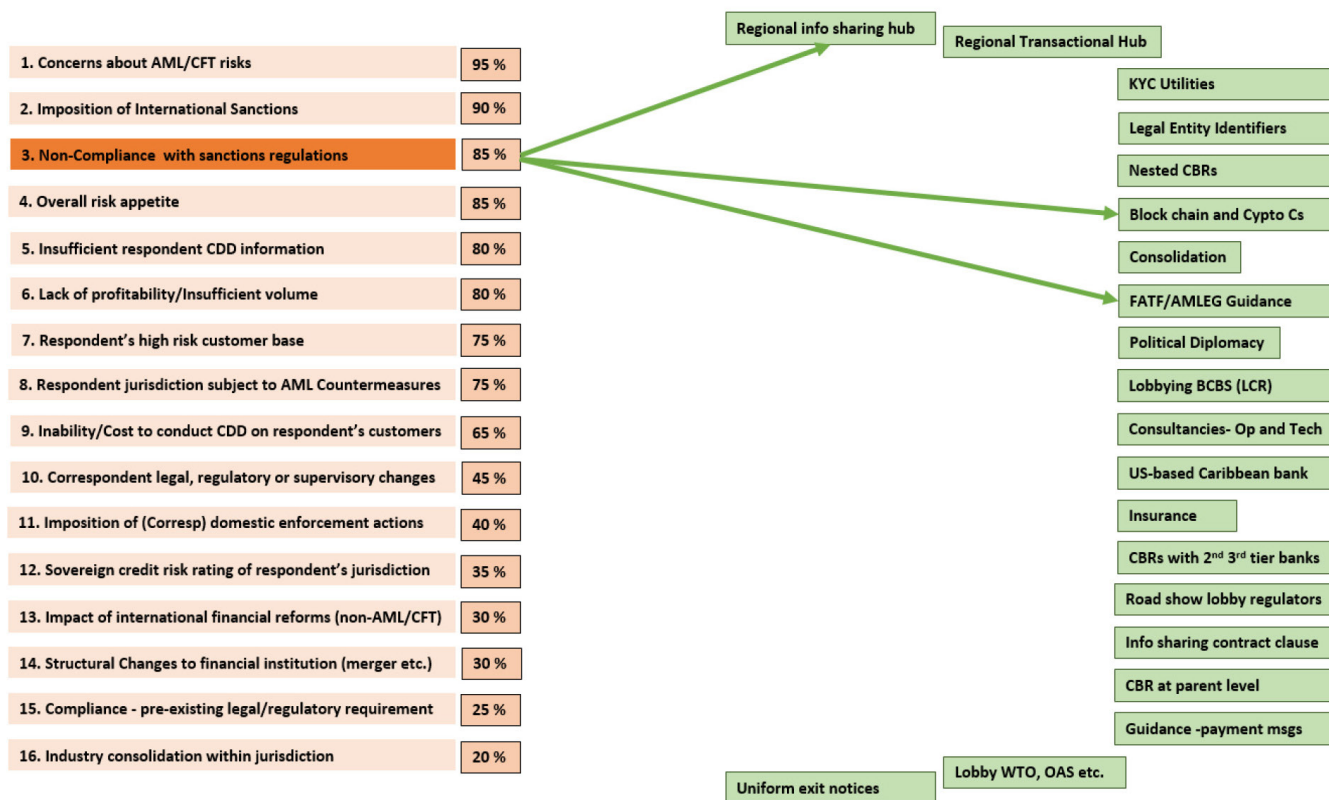 Regional info sharing hub
Regional Transactional Hub
1. Concerns about AML/CFT risks 95 %
2. Imposition of International Sanctions 90 %
3. Non-Compliance with sanctions regulations 85 %
4. Overall risk appetite 85 %
5. Insufficient respondent CDD information 80 %
6. Lack of profitability/Insufficient volume 80 %
7. Respondent’s high risk customer base 75 %
8. Respondent jurisdiction subject to AML Countermeasures 75 %
9. Inability/Cost to conduct CDD on respondent’s customers 65 %
10. Correspondent legal, regulatory or supervisory changes 45 %
11. Imposition of (Corresp) domestic enforcement actions 40 %
12. Sovereign credit risk rating of respondent’s jurisdiction 35 %
13. Impact of international financial reforms (non-AML/CFT) 30 %
14. Structural Changes to financial institution (merger etc.) 30 %
15. Compliance - pre-existing legal/regulatory requirement 25 %
16. Industry consolidation within jurisdiction 20 %
KYC Utilities
Legal Entity Identifiers
Nested CBRs
Block chain and Cypto Cs
Consolidation
FATF/AMLEG Guidance
Political Diplomacy
Lobbying BCBS (LCR)
Consultancies- Op and Tech
US-based Caribbean bank
Insurance
CBRs with 2nd 3rd tier banks
Road show lobby regulators
Info sharing contract clause
CBR at parent level
Guidance -payment msgs
Lobby WTO, OAS etc.
Uniform exit notices